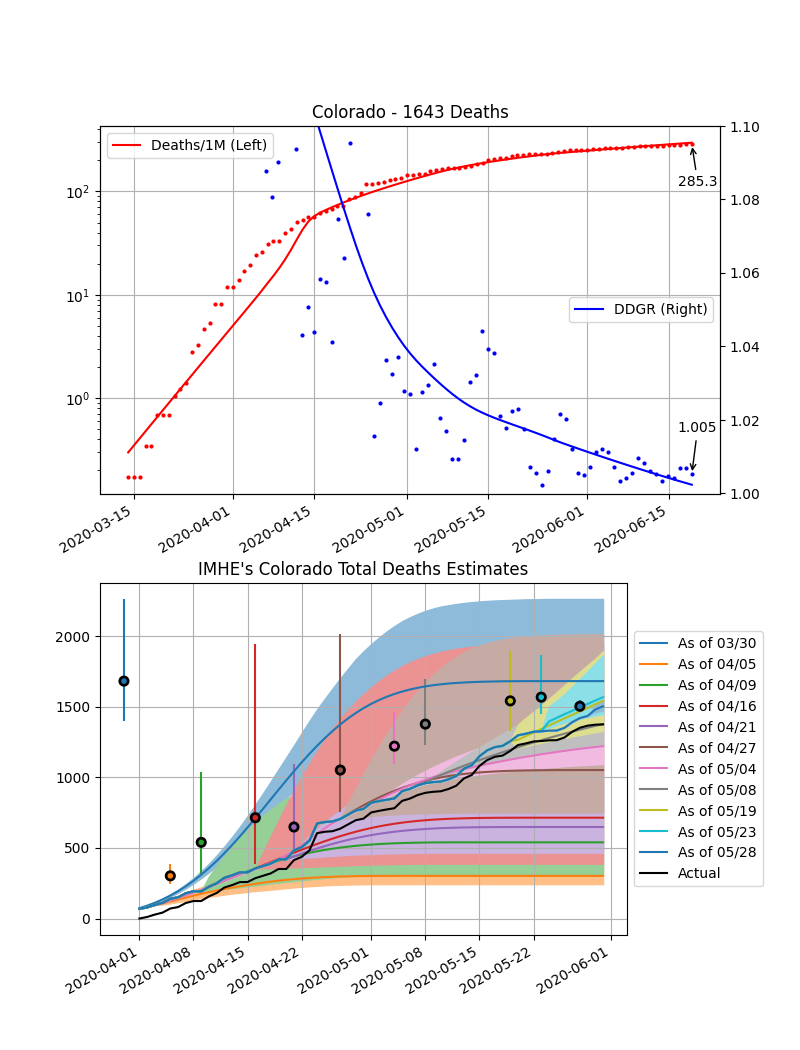 Colorado - 1643 Deaths
Deaths/1M (Left)
DDGR (Right)
285.3
1.005
10²
10¹
10⁰
1.10
1.08
1.06
1.04
1.02
1.00
2020-03-15
2020-04-01
2020-04-15
2020-05-01
2020-05-15
2020-06-01
2020-06-15
IMHE's Colorado Total Deaths Estimates
2000
1500
1000
500
0
2020-04-01
2020-04-08
2020-04-15
2020-04-22
2020-05-01
2020-05-08
2020-05-15
2020-05-22
2020-06-01
As of 03/30
As of 04/05
As of 04/09
As of 04/16
As of 04/21
As of 04/27
As of 05/04
As of 05/08
As of 05/19
As of 05/23
As of 05/28
Actual